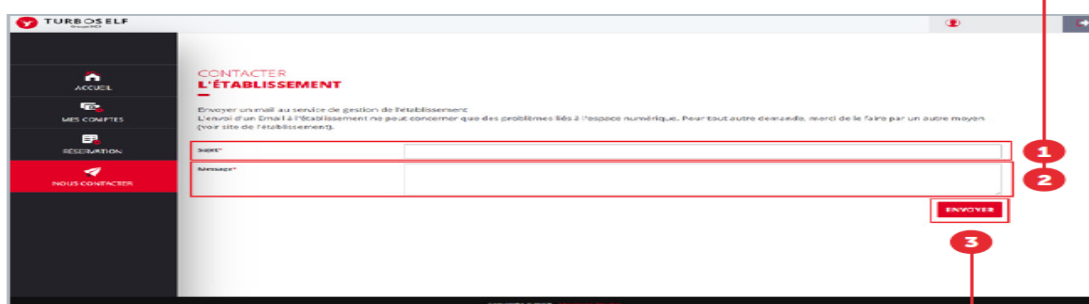 TURBOSELF
CONTACTER
L'ÉTABLISSEMENT
ACCUEIL
Envoyer un mail au service de gestion de l'établissement
L'envoi d'un Email à l'établissement ne peut concerner que des problèmes liés à l'espace numérique. Pour tout autre demande, merci de le faire par un autre moyen
(voir site de l'établissement).
MES COMPTES
RÉSERVATION
Sujet*
1
Message*
2
NOUS CONTACTER
ENVOYER
3